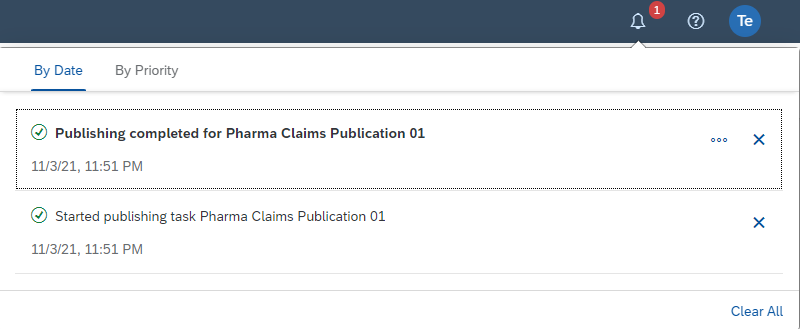 1
Te
By Date
By Priority
Publishing completed for Pharma Claims Publication 01
11/3/21, 11:51 PM
Started publishing task Pharma Claims Publication 01
11/3/21, 11:51 PM
Clear All